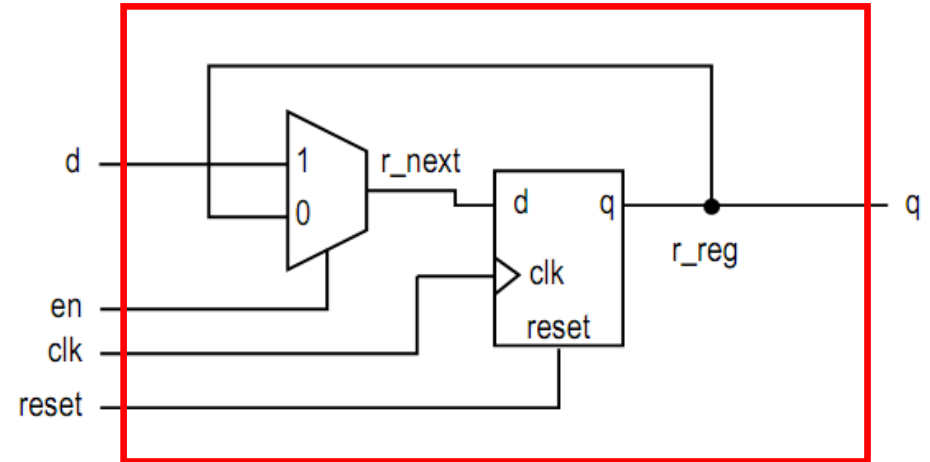 d
1
r_next
0
d
q
q
r_reg
clk
en
reset
clk
reset